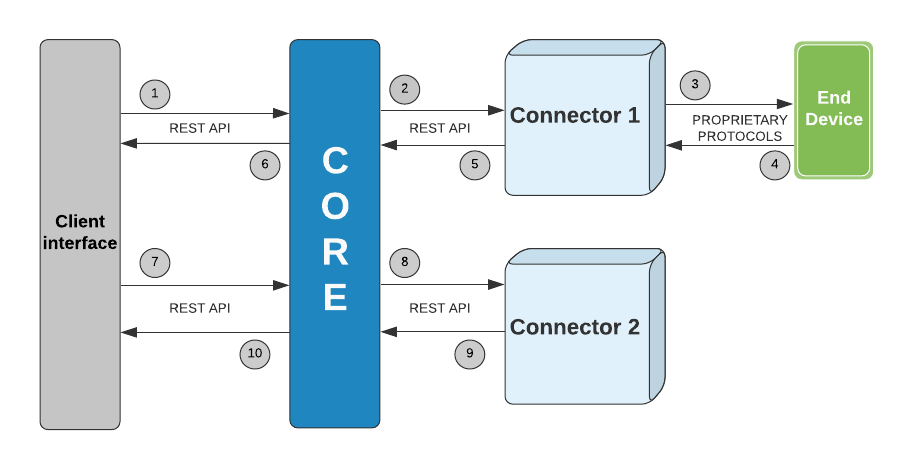 1
REST API
6
2
REST API
5
3
PROPRIETARY
PROTOCOLS
4
End
Device
Connector 1
C
O
R
E
Client
interface
7
REST API
10
8
REST API
9
Connector 2